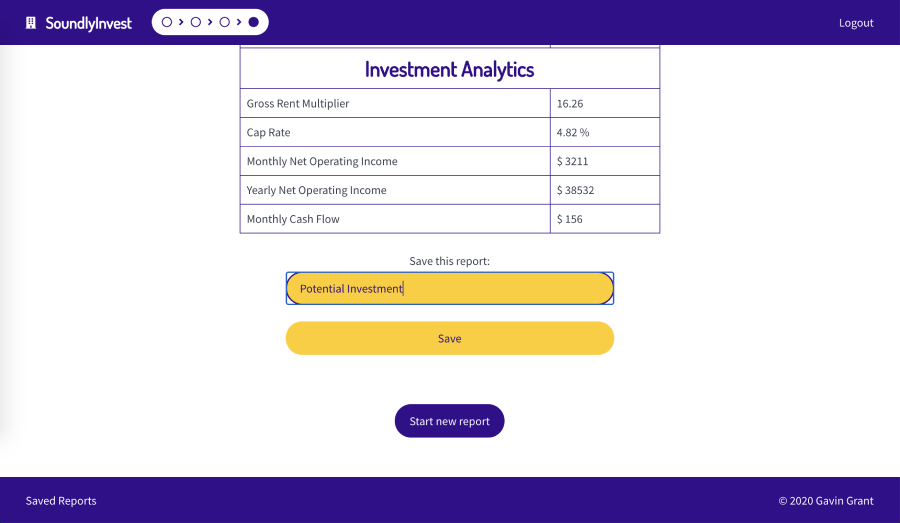 SoundlyInvest
Logout
Investment Analytics
Gross Rent Multiplier 16.26
Cap Rate 4.82 %
Monthly Net Operating Income $ 3211
Yearly Net Operating Income $ 38532
Monthly Cash Flow $ 156
Save this report:
Potential Investment
Save
Start new report
Saved Reports
© 2020 Gavin Grant